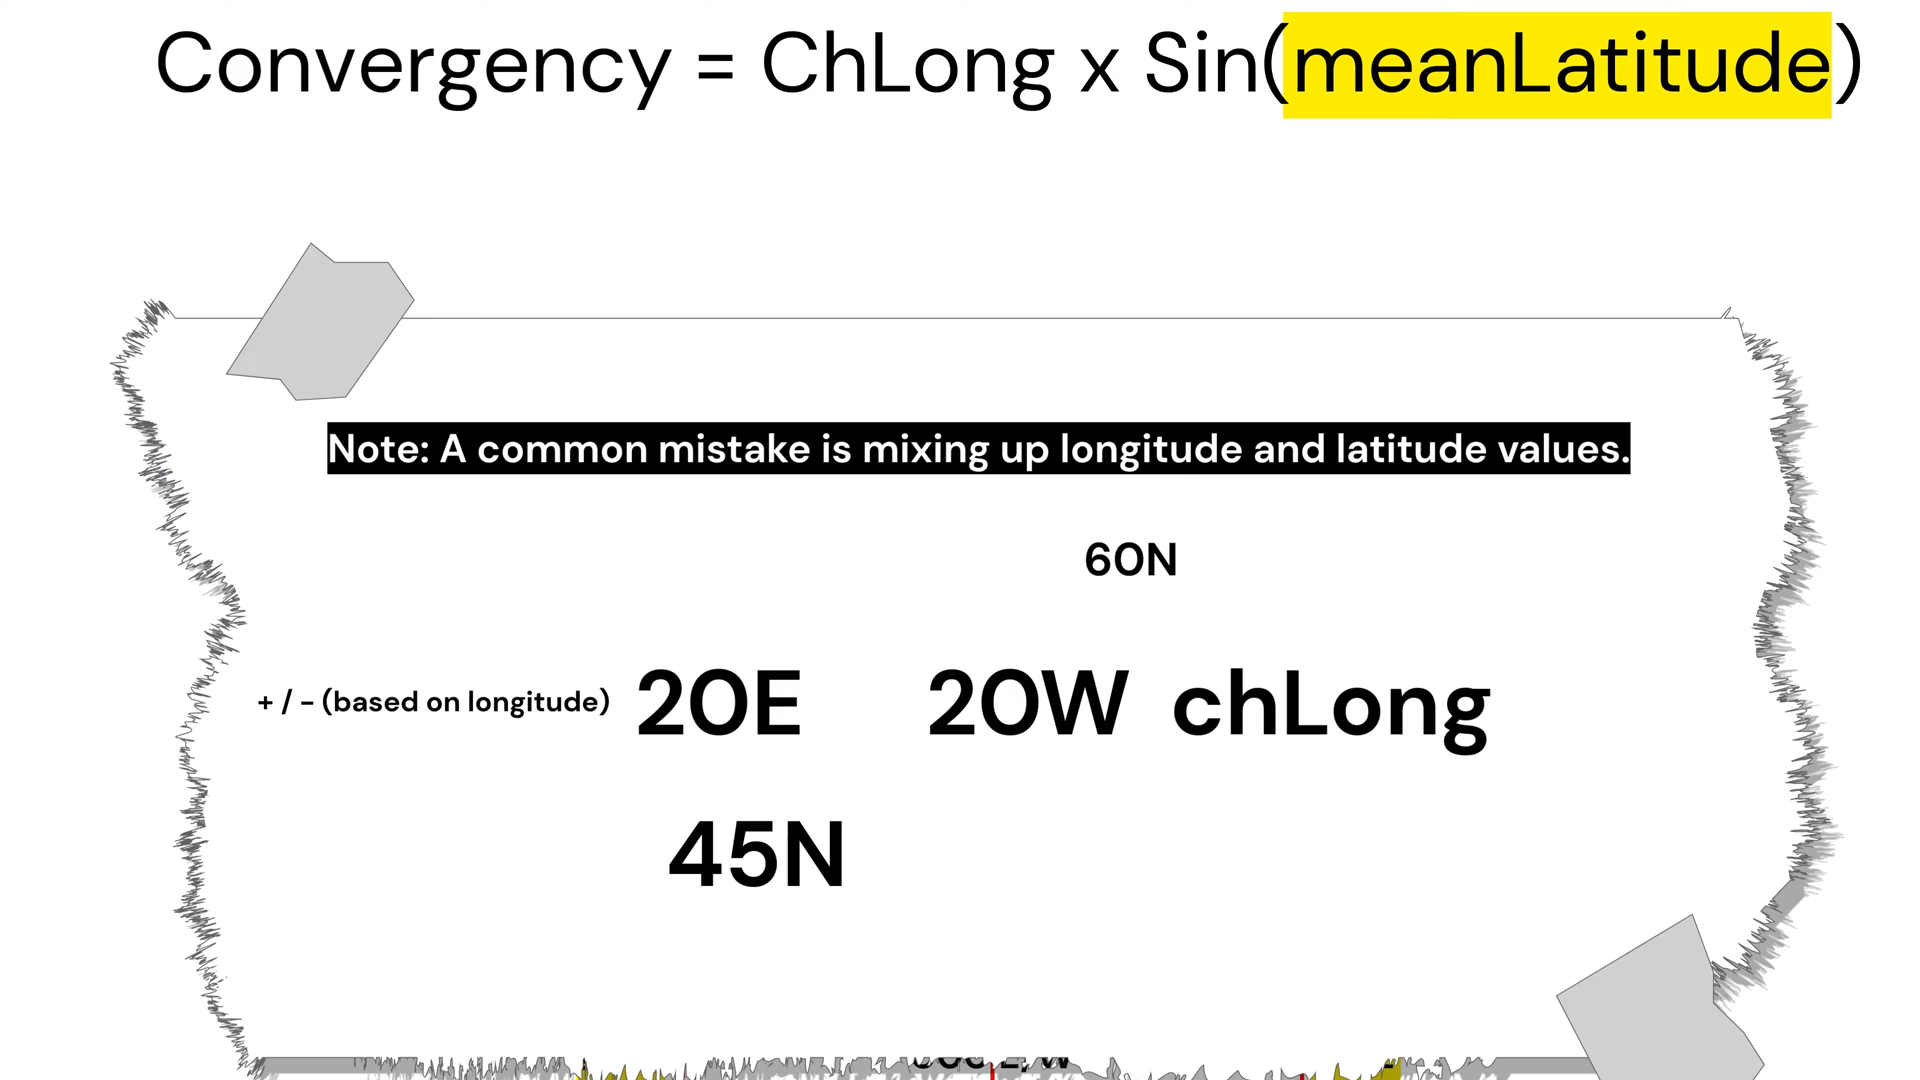 Convergency = ChLong x Sin(meanLatitude)
Note: A common mistake is mixing up longitude and latitude values.
60N
+ / - (based on longitude) 20E 20W chLong
45N